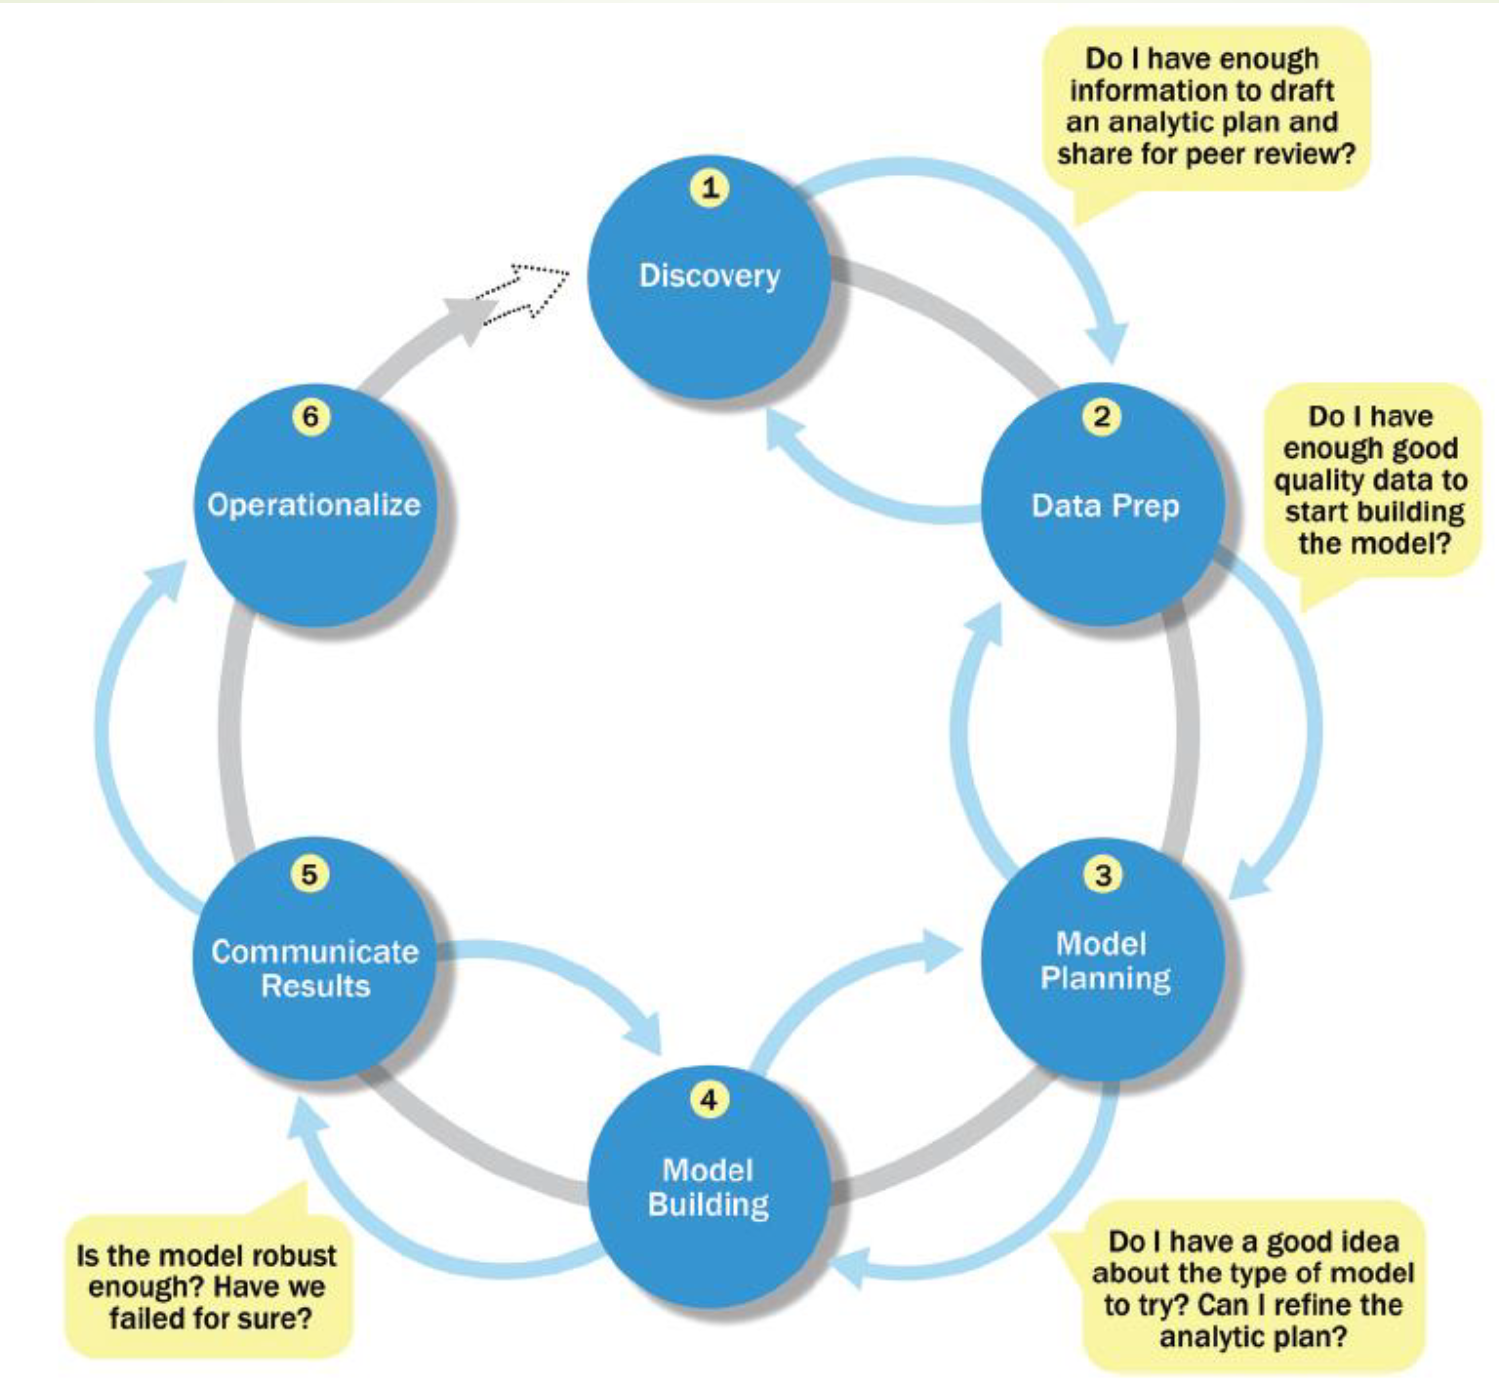 Do I have enough
information to draft
an analytic plan and
share for peer review?
1
Discovery
2
Data Prep
Do I have
enough good
quality data to
start building
the model?
3
Model
Planning
Do I have a good idea
about the type of model
to try? Can I refine the
analytic plan?
4
Model
Building
Is the model robust
enough? Have we
failed for sure?
5
Communicate
Results
6
Operationalize